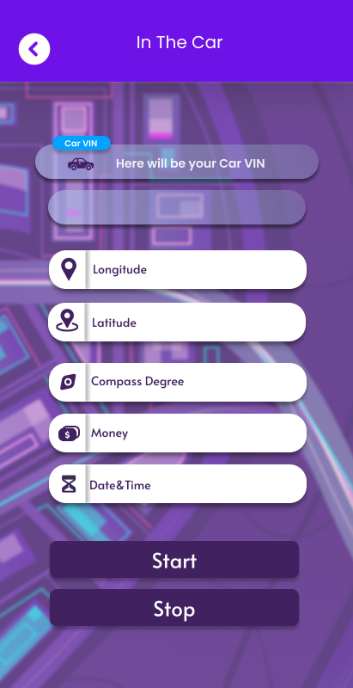 In The Car
Car VIN
Here will be your Car VIN
Longitude
Latitude
Compass Degree
Money
Date&Time
Start
Stop